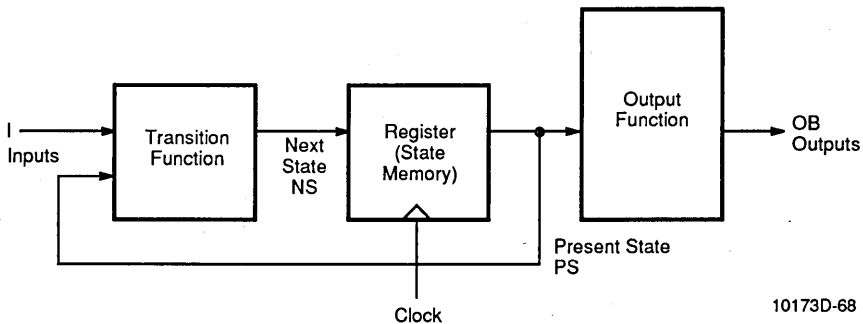 I
Inputs
Transition
Function
Next
State
NS
Register
(State
Memory)
Clock
Present State
PS
Output
Function
OB
Outputs
10173D-68